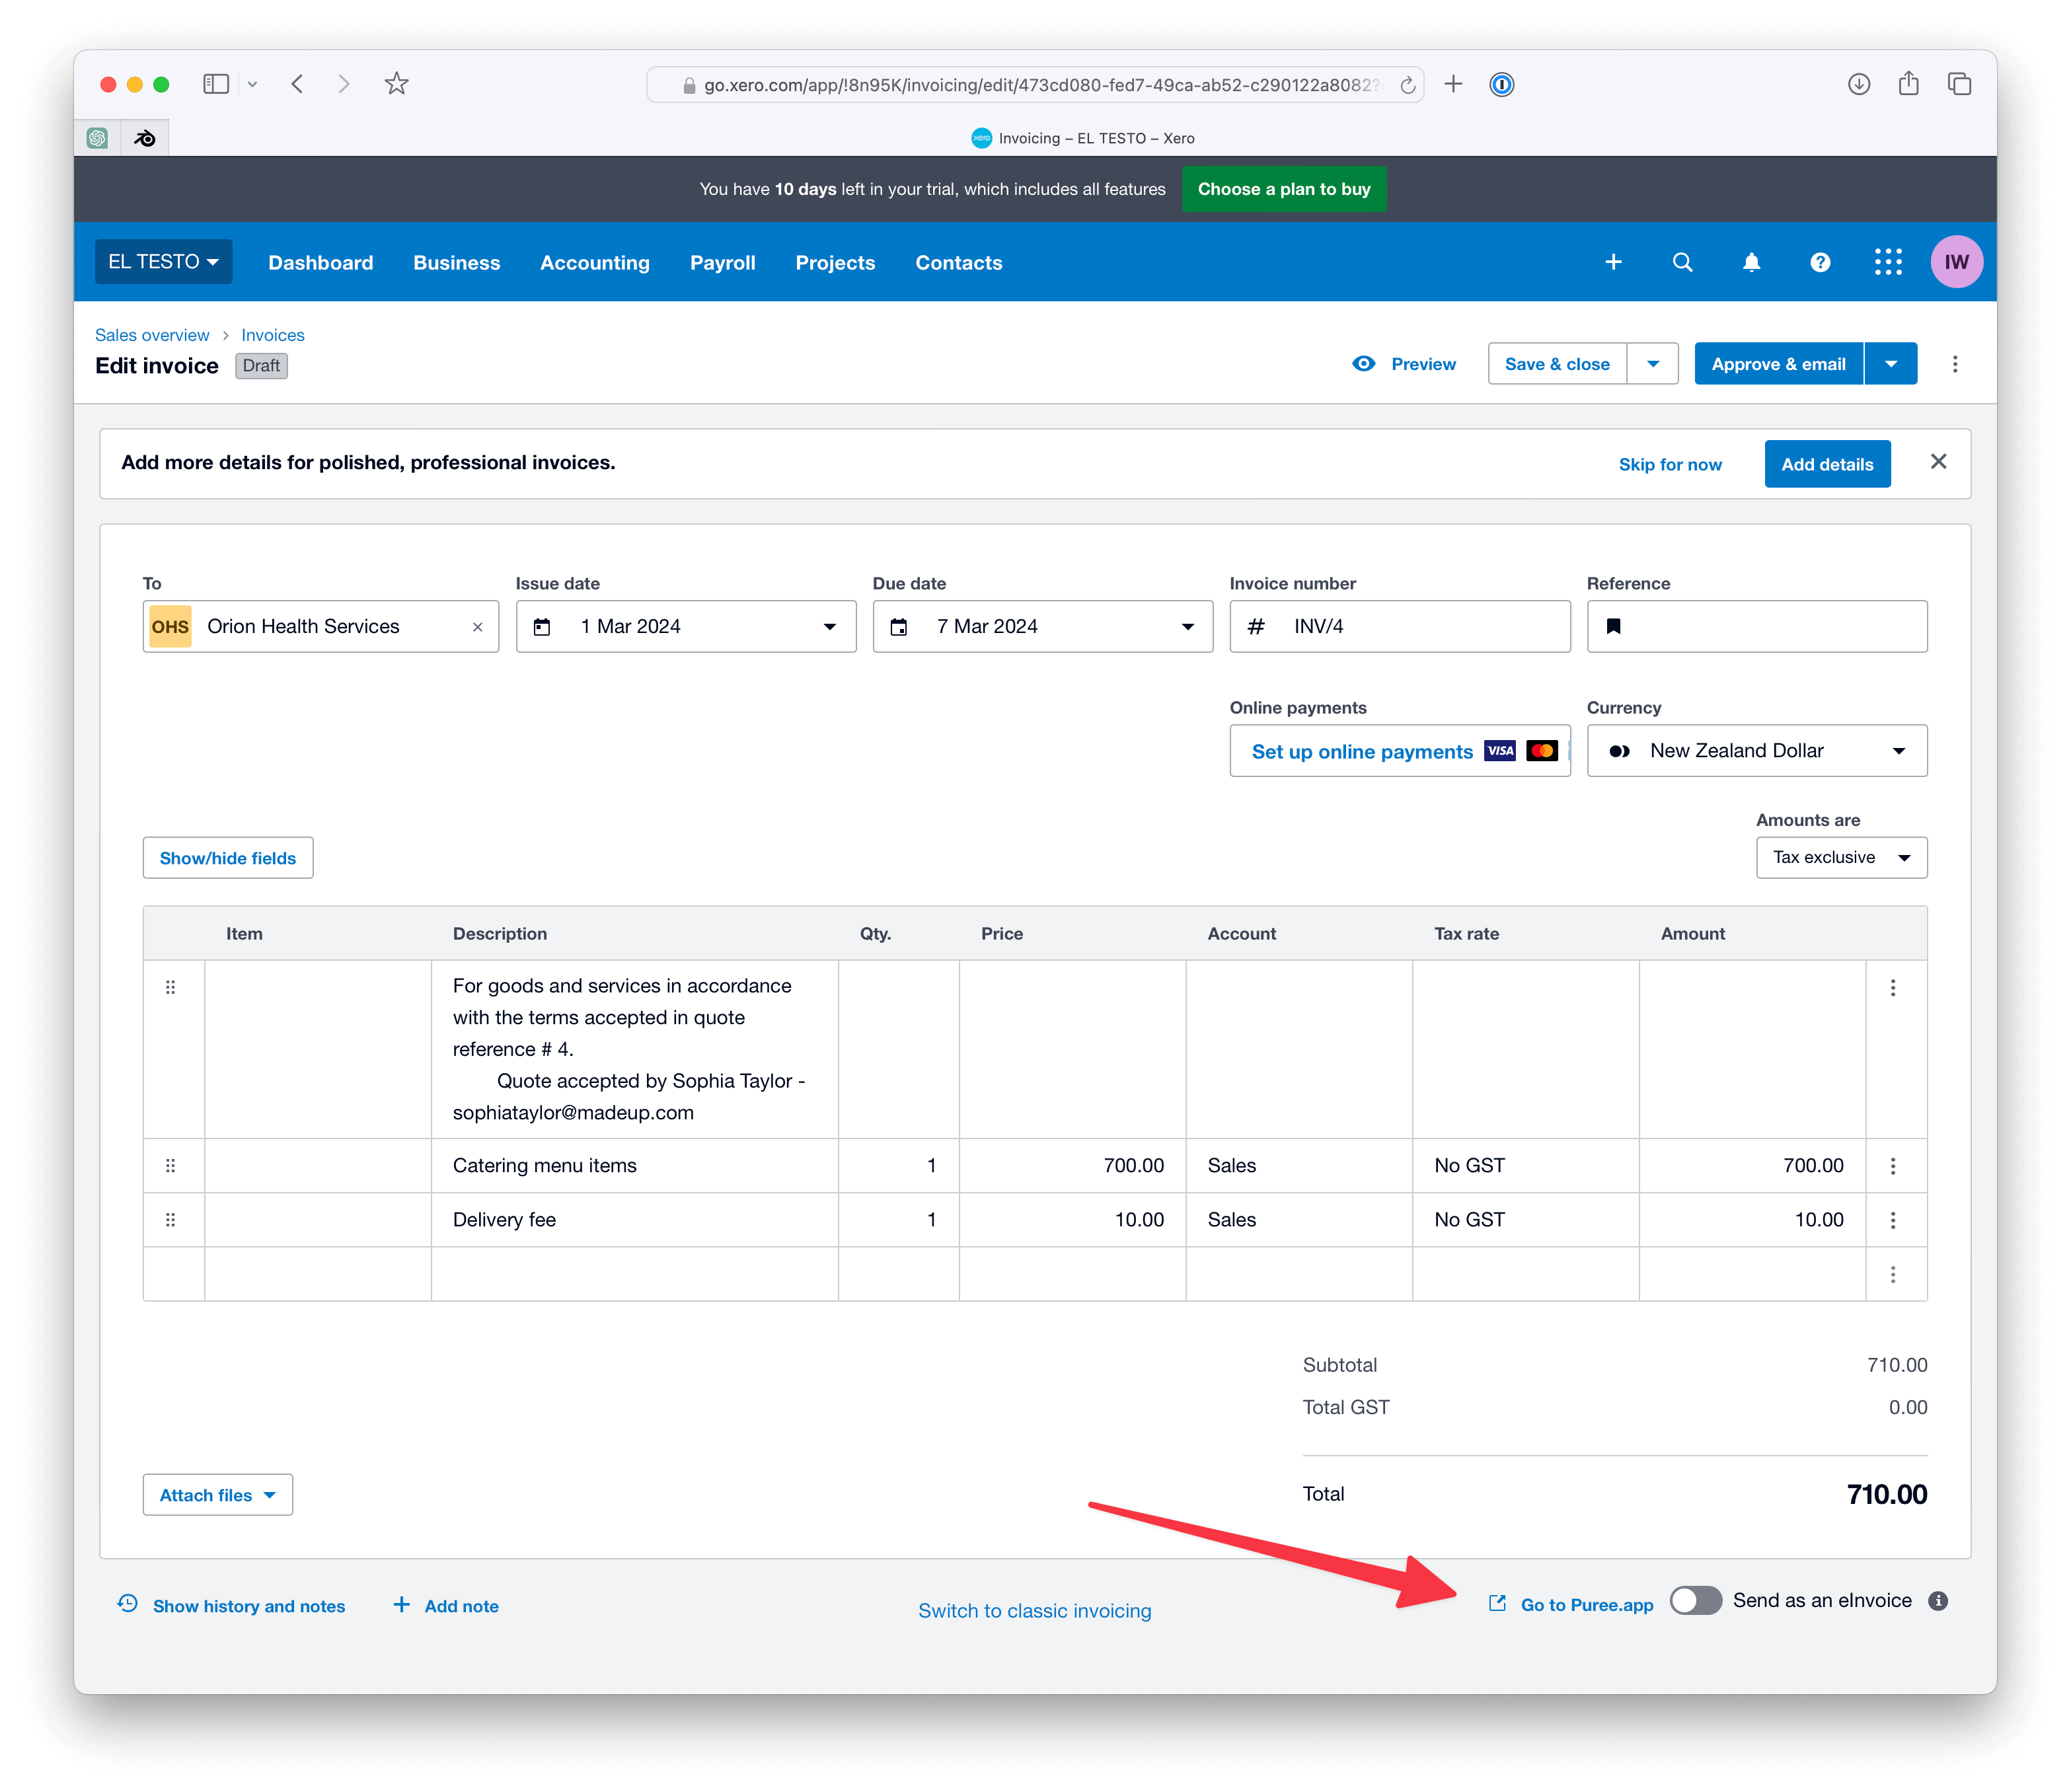 go.xero.com/app/!8n95K/invoicing/edit/473cd080-fed7-49ca-ab52-c290122a8082?
xero Invoicing – EL TESTO – Xero
You have 10 days left in your trial, which includes all features Choose a plan to buy
EL TESTO Dashboard Business Accounting Payroll Projects Contacts IW
Sales overview > Invoices
Edit invoice Draft
Preview Save & close Approve & email
Add more details for polished, professional invoices. Skip for now Add details
To Issue date Due date Invoice number Reference
OHS Orion Health Services × 1 Mar 2024 7 Mar 2024 # INV/4
Online payments Currency
Set up online payments VISA New Zealand Dollar
Amounts are
Show/hide fields Tax exclusive
Item Description Qty. Price Account Tax rate Amount
For goods and services in accordance
with the terms accepted in quote
reference # 4.
Quote accepted by Sophia Taylor -
sophiataylor@madeup.com
Catering menu items 1 700.00 Sales No GST 700.00
Delivery fee 1 10.00 Sales No GST 10.00
Subtotal 710.00
Total GST 0.00
Attach files Total 710.00
Show history and notes + Add note Switch to classic invoicing Go to Puree.app Send as an eInvoice